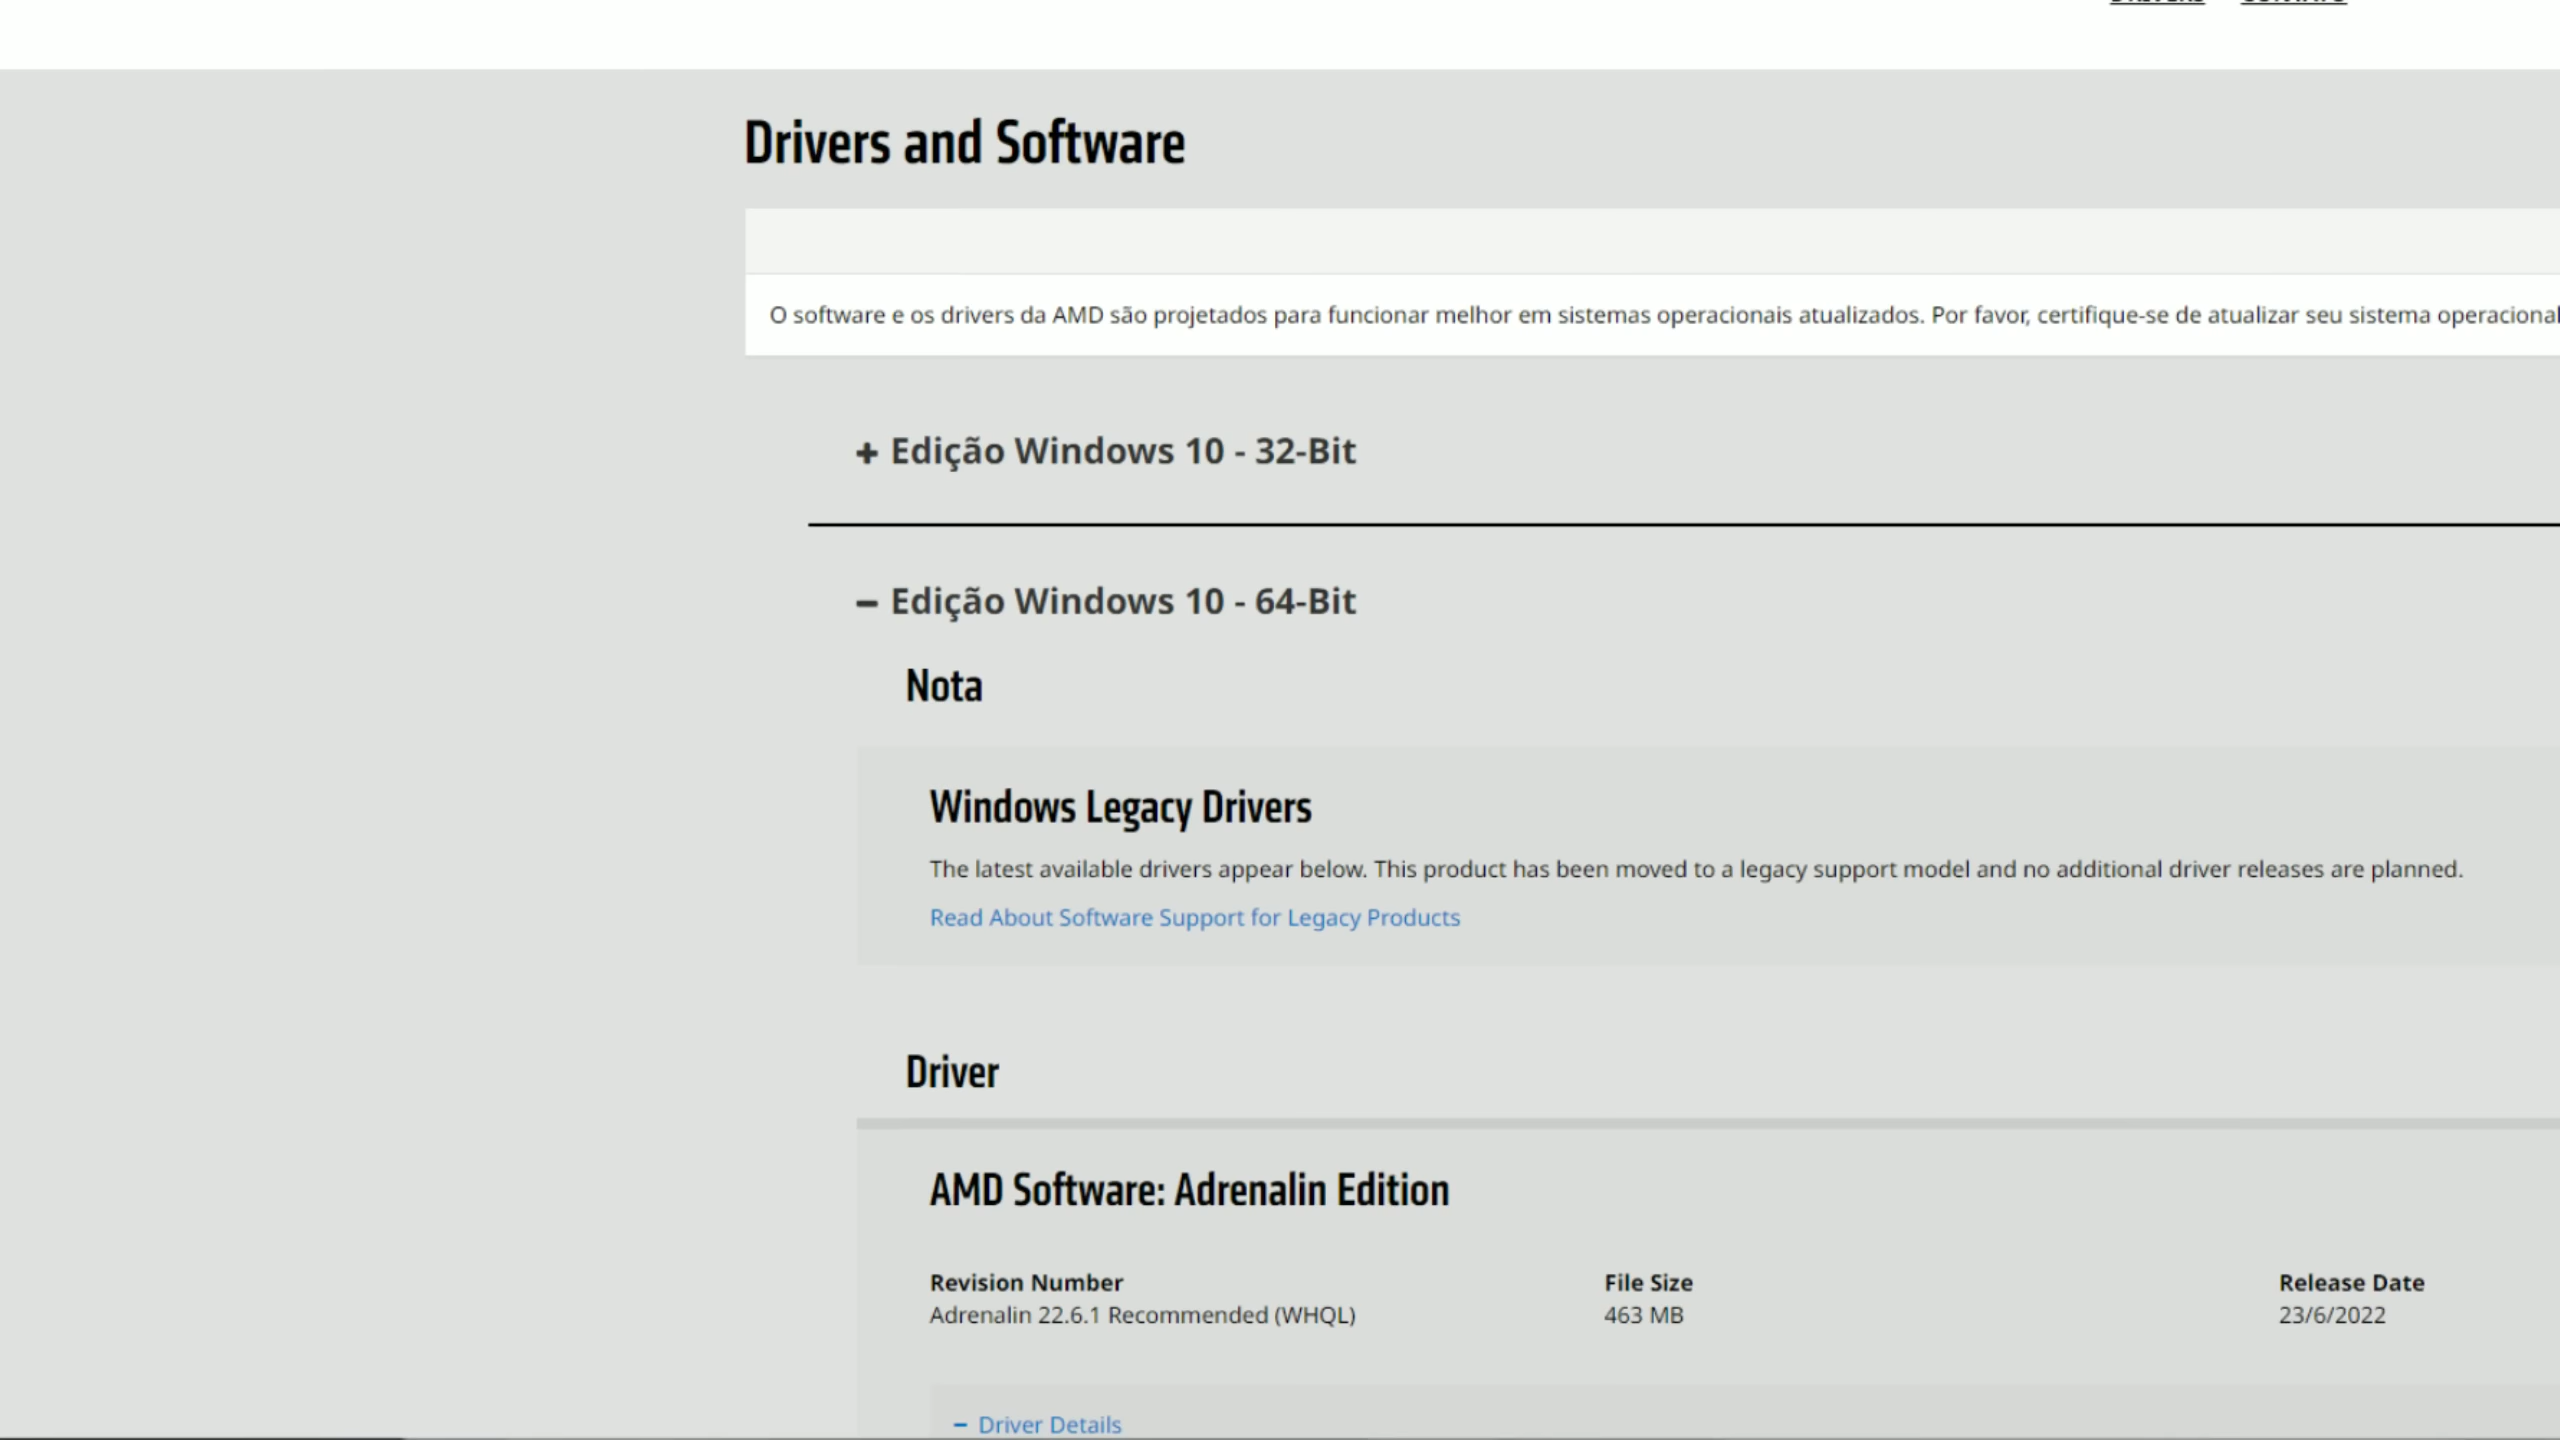 Drivers and Software
O software e os drivers da AMD são projetados para funcionar melhor em sistemas operacionais atualizados. Por favor, certifique-se de atualizar seu sistema operacional
+ Edição Windows 10 - 32-Bit
– Edição Windows 10 - 64-Bit
Nota
Windows Legacy Drivers
The latest available drivers appear below. This product has been moved to a legacy support model and no additional driver releases are planned.
Read About Software Support for Legacy Products
Driver
AMD Software: Adrenalin Edition
Revision Number File Size Release Date
Adrenalin 22.6.1 Recommended (WHQL) 463 MB 23/6/2022
– Driver Details